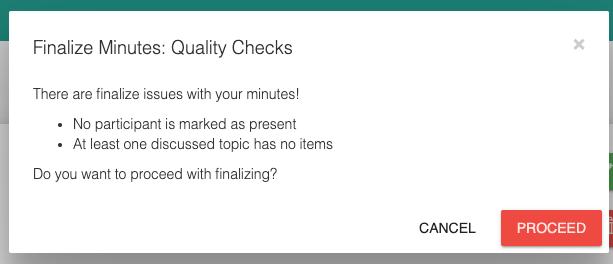 Finalize Minutes: Quality Checks
×
There are finalize issues with your minutes!
• No participant is marked as present
• At least one discussed topic has no items
Do you want to proceed with finalizing?
CANCEL PROCEED